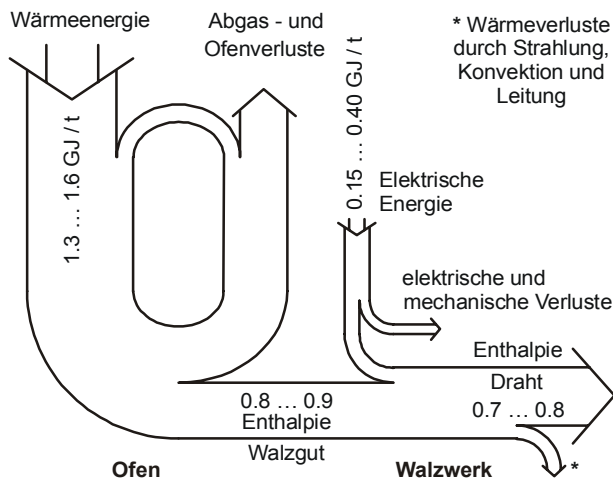 Wärmeenergie
Abgas - und
Ofenverluste
* Wärmeverluste
durch Strahlung,
Konvektion und
Leitung
1.3 ... 1.6 GJ / t
0.15 ... 0.40 GJ / t
Elektrische
Energie
elektrische und
mechanische Verluste
Enthalpie
Draht
0.7 ... 0.8
0.8 ... 0.9
Enthalpie
Walzgut
Ofen
Walzwerk
*